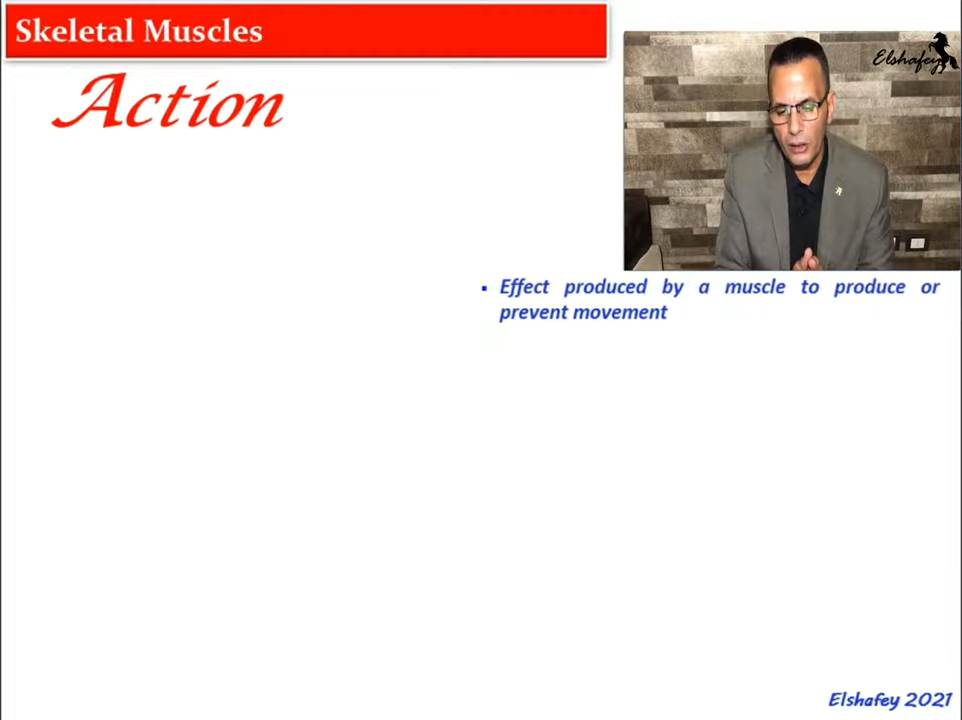 Skeletal Muscles
Elshafey
Action
▪ Effect produced by a muscle to produce or
prevent movement
Elshafey 2021